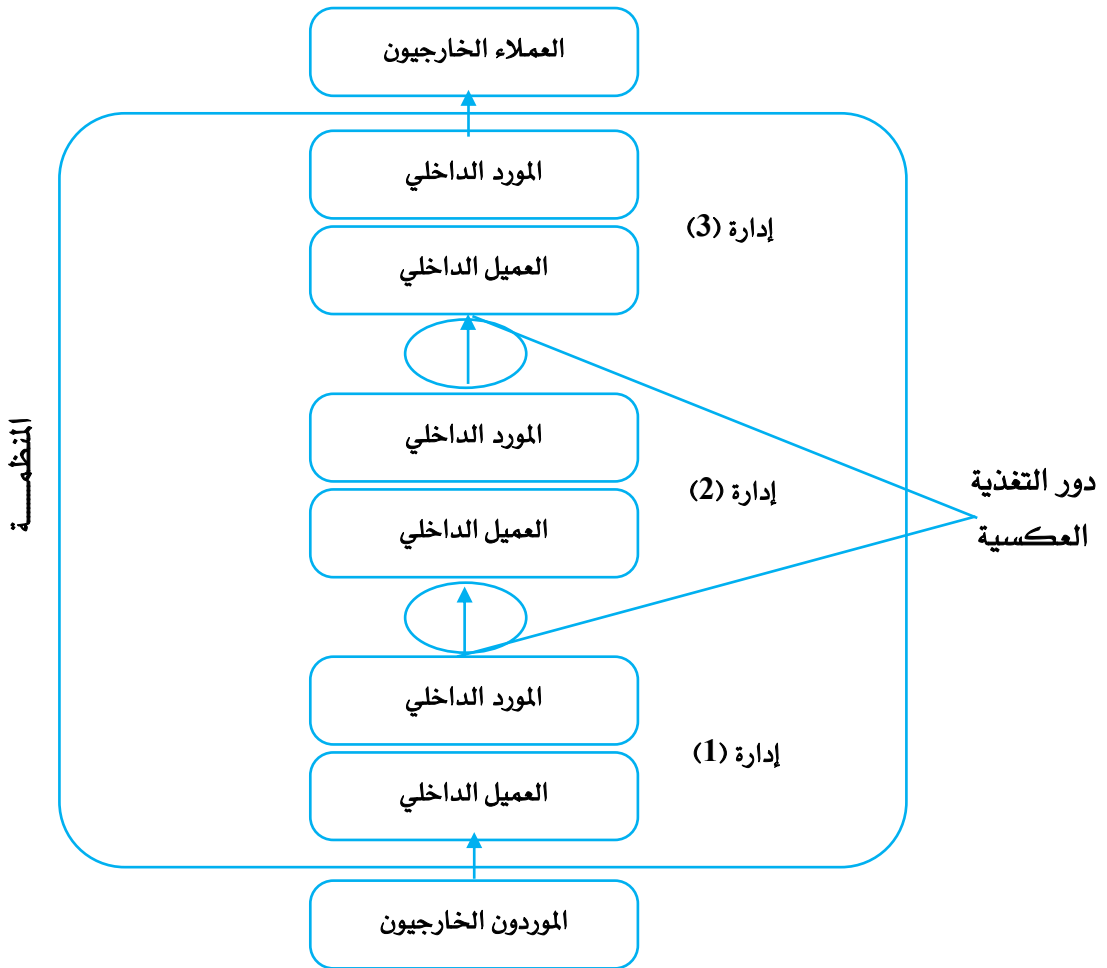 العملاء الخارجيون
المورد الداخلي
إدارة (3)
العميل الداخلي
المورد الداخلي
المنظمــــــة
دور التغذية
العكسية
إدارة (2)
العميل الداخلي
المورد الداخلي
إدارة (1)
العميل الداخلي
الموردون الخارجيون